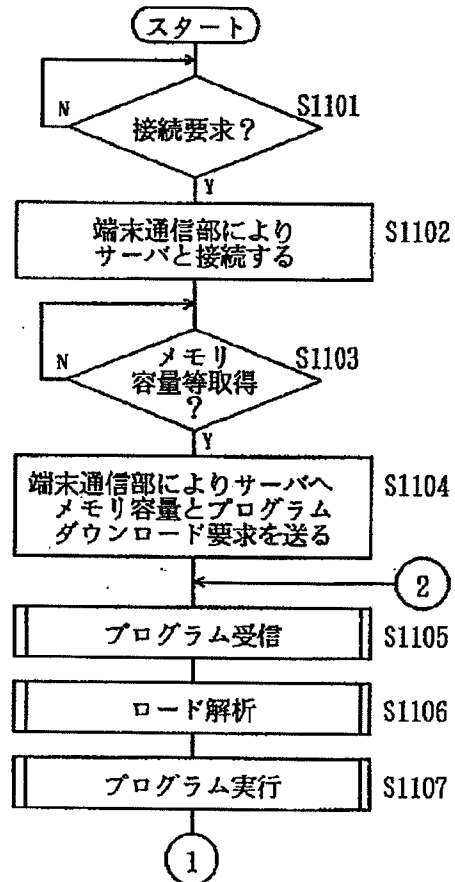 スタート
S1101
N
接続要求?
Y
端末通信部により
サーバと接続する
S1102
N
S1103
メモリ
容量等取得
?
Y
端末通信部によりサーバへ
メモリ容量とプログラム
ダウンロード要求を送る
S1104
2
プログラム受信
S1105
ロード解析
S1106
プログラム実行
S1107
1